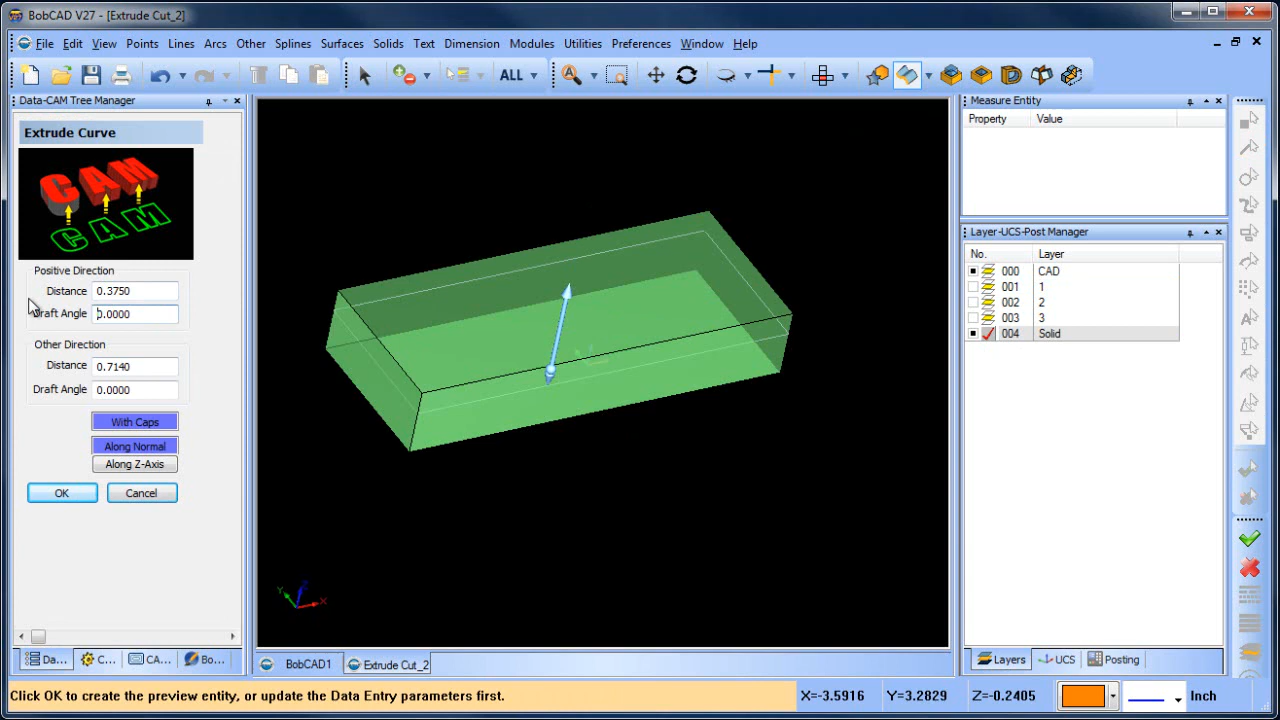 BobCAD V27 - [Extrude Cut_2]
File Edit View Points Lines Arcs Other Splines Surfaces Solids Text Dimension Modules Utilities Preferences Window Help
ALL
Data-CAM Tree Manager
Extrude Curve
CAM
CAM
Positive Direction
Distance 0.3750
Draft Angle 0.0000
Other Direction
Distance 0.7140
Draft Angle 0.0000
With Caps
Along Normal
Along Z-Axis
OK Cancel
Da... C... CA... Bo...
Y X
BobCAD1 Extrude Cut_2
Measure Entity
Property Value
Layer-UCS-Post Manager
No. Layer
000 CAD
001 1
002 2
003 3
004 Solid
Layers UCS Posting
Click OK to create the preview entity, or update the Data Entry parameters first.
X=-3.5916 Y=3.2829 Z=-0.2405 Inch